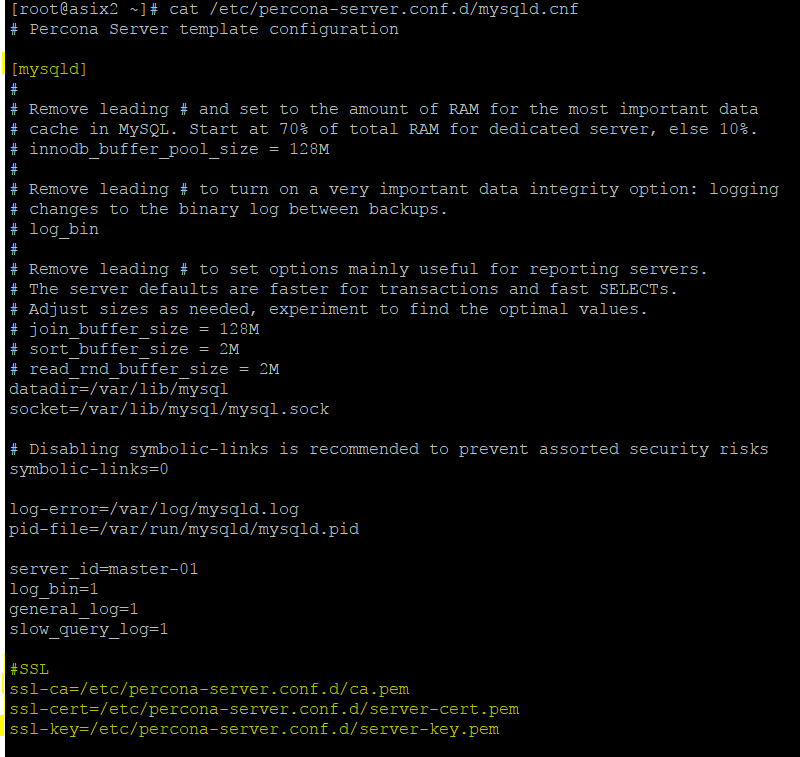 [root@asix2 ~]# cat /etc/percona-server.conf.d/mysqld.cnf
# Percona Server template configuration
[mysqld]
#
# Remove leading # and set to the amount of RAM for the most important data
# cache in MySQL. Start at 70% of total RAM for dedicated server, else 10%.
# innodb_buffer_pool_size = 128M
#
# Remove leading # to turn on a very important data integrity option: logging
# changes to the binary log between backups.
# log_bin
#
# Remove leading # to set options mainly useful for reporting servers.
# The server defaults are faster for transactions and fast SELECTs.
# Adjust sizes as needed, experiment to find the optimal values.
# join_buffer_size = 128M
# sort_buffer_size = 2M
# read_rnd_buffer_size = 2M
datadir=/var/lib/mysql
socket=/var/lib/mysql/mysql.sock
# Disabling symbolic-links is recommended to prevent assorted security risks
symbolic-links=0
log-error=/var/log/mysqld.log
pid-file=/var/run/mysqld/mysqld.pid
server_id=master-01
log_bin=1
general_log=1
slow_query_log=1
#SSL
ssl-ca=/etc/percona-server.conf.d/ca.pem
ssl-cert=/etc/percona-server.conf.d/server-cert.pem
ssl-key=/etc/percona-server.conf.d/server-key.pem